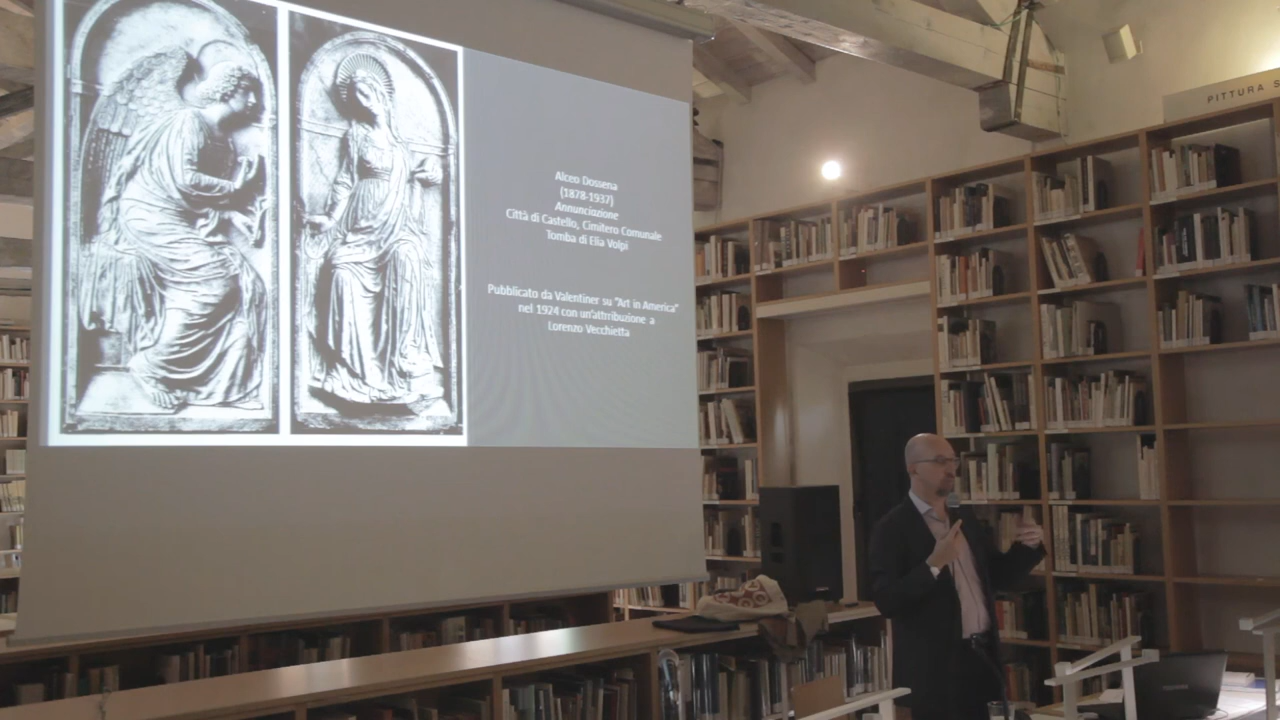 Alceo Dossena
(1878-1937)
Annunciazione
Città di Castello, Cimitero Comunale
Tomba di Elia Volpi
Pubblicato da Valentiner su "Art in America"
nel 1924 con un'attrribuzione a
Lorenzo Vecchietta
PITTURA S